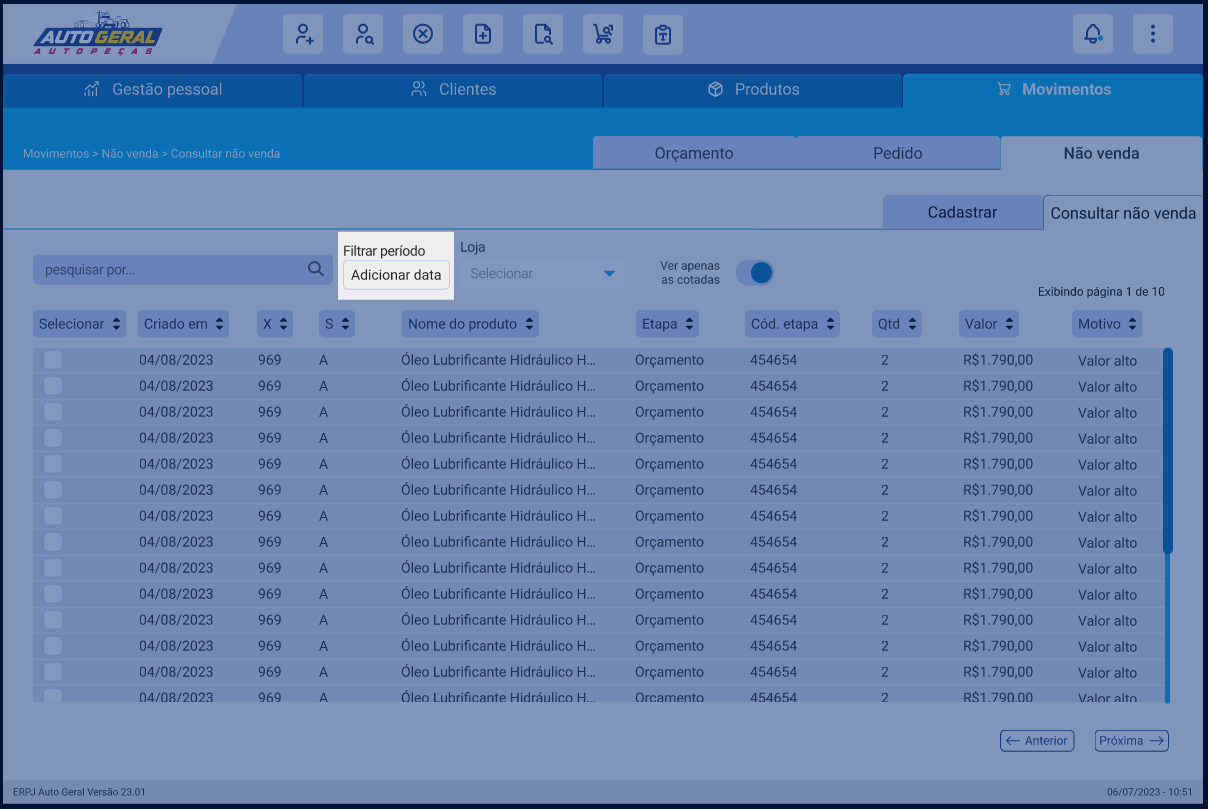 AUTO GERAL
AUTOPEÇAS
Gestão pessoal
Clientes
Produtos
Movimentos
Movimentos > Não venda > Consultar não venda
Orçamento
Pedido
Não venda
Cadastrar
Consultar não venda
pesquisar por...
Filtrar período
Adicionar data
Loja
Selecionar
Ver apenas
as cotadas
Exibindo página 1 de 10
Selecionar Criado em X S Nome do produto Etapa Cód. etapa Qtd Valor Motivo
04/08/2023 969 A Óleo Lubrificante Hidráulico H... Orçamento 454654 2 R$1.790,00 Valor alto
04/08/2023 969 A Óleo Lubrificante Hidráulico H... Orçamento 454654 2 R$1.790,00 Valor alto
04/08/2023 969 A Óleo Lubrificante Hidráulico H... Orçamento 454654 2 R$1.790,00 Valor alto
04/08/2023 969 A Óleo Lubrificante Hidráulico H... Orçamento 454654 2 R$1.790,00 Valor alto
04/08/2023 969 A Óleo Lubrificante Hidráulico H... Orçamento 454654 2 R$1.790,00 Valor alto
04/08/2023 969 A Óleo Lubrificante Hidráulico H... Orçamento 454654 2 R$1.790,00 Valor alto
04/08/2023 969 A Óleo Lubrificante Hidráulico H... Orçamento 454654 2 R$1.790,00 Valor alto
04/08/2023 969 A Óleo Lubrificante Hidráulico H... Orçamento 454654 2 R$1.790,00 Valor alto
04/08/2023 969 A Óleo Lubrificante Hidráulico H... Orçamento 454654 2 R$1.790,00 Valor alto
04/08/2023 969 A Óleo Lubrificante Hidráulico H... Orçamento 454654 2 R$1.790,00 Valor alto
04/08/2023 969 A Óleo Lubrificante Hidráulico H... Orçamento 454654 2 R$1.790,00 Valor alto
04/08/2023 969 A Óleo Lubrificante Hidráulico H... Orçamento 454654 2 R$1.790,00 Valor alto
04/08/2023 969 A Óleo Lubrificante Hidráulico H... Orçamento 454654 2 R$1.790,00 Valor alto
04/08/2023 969 A Óleo Lubrificante Hidráulico H... Orçamento 454654 2 R$1.790,00 Valor alto
Anterior
Próxima
ERPJ Auto Geral Versão 23.01
06/07/2023 - 10:51